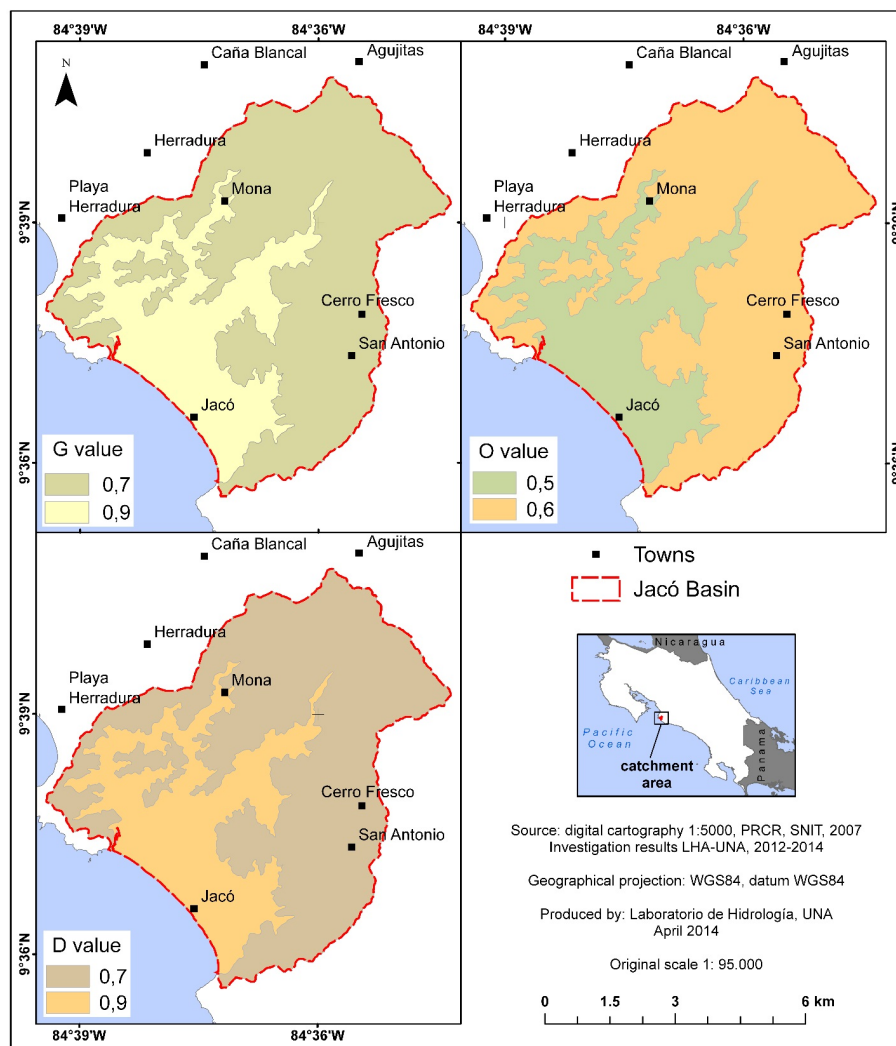 84°39'W
84°36'W
84°39'W
84°36'W
N
Caña Blancal
Agujitas
Herradura
Playa
Herradura
Mona
Cerro Fresco
San Antonio
Jacó
9°39'N
9°36'N
G value
0,7
0,9
Caña Blancal
Agujitas
Herradura
Playa
Herradura
Mona
Cerro Fresco
San Antonio
Jacó
O value
0,5
0,6
Caña Blancal
Agujitas
Herradura
Playa
Herradura
Mona
Cerro Fresco
San Antonio
Jacó
9°39'N
9°36'N
D value
0,7
0,9
84°39'W
84°36'W
Towns
Jacó Basin
Nicaragua
Caribbean
Sea
Pacific
Ocean
Panama
catchment
area
Source: digital cartography 1:5000, PRCR, SNIT, 2007
Investigation results LHA-UNA, 2012-2014
Geographical projection: WGS84, datum WGS84
Produced by: Laboratorio de Hidrología, UNA
April 2014
Original scale 1: 95.000
0 1.5 3 6 km